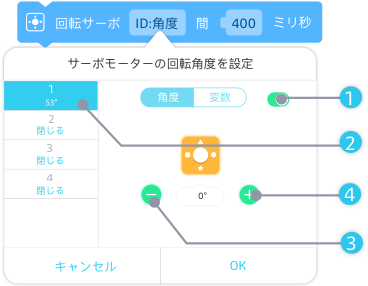 回転サーボ ID:角度 間 400 ミリ秒
サーボモーターの回転角度を設定
1
53°
角度 変数
1
2
閉じる
2
3
閉じる
4
閉じる
− 0° +
4
3
キャンセル OK